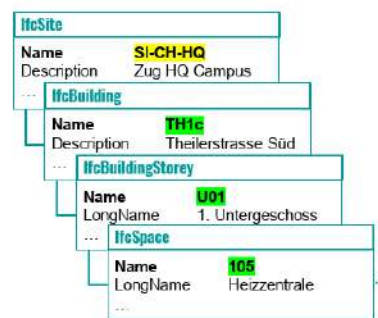 IfcSite
Name SI-CH-HQ
Description Zug HQ Campus
... IfcBuilding
Name TH1c
Description Theilerstrasse Süd
... IfcBuildingStorey
Name U01
LongName 1. Untergeschoss
... IfcSpace
Name 105
LongName Heizzentrale
...